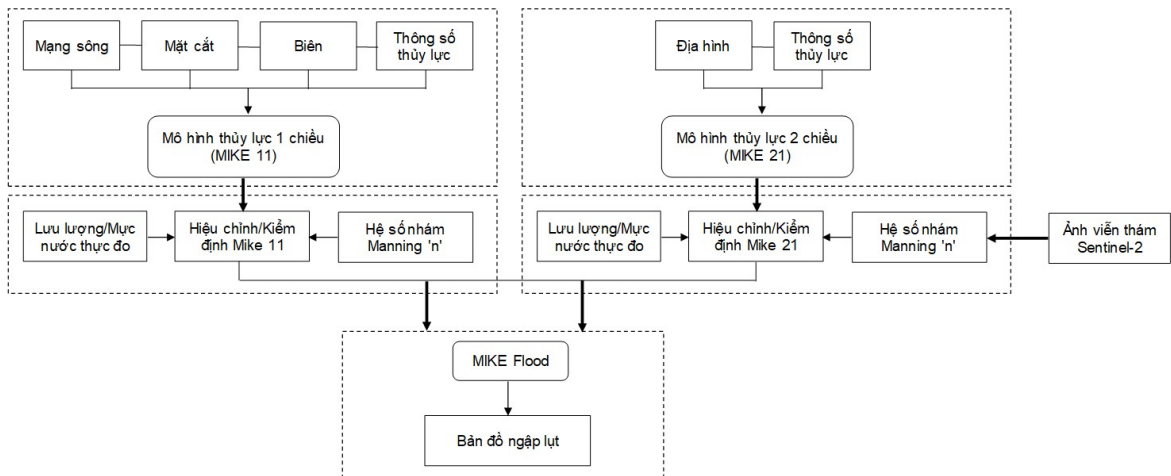 Mạng sông
Mặt cắt
Biên
Thông số
thủy lực
Địa hình
Thông số
thủy lực
Mô hình thủy lực 1 chiều
(MIKE 11)
Mô hình thủy lực 2 chiều
(MIKE 21)
Lưu lượng/Mực
nước thực đo
Hiệu chỉnh/Kiểm
định Mike 11
Hệ số nhám
Manning 'n'
Lưu lượng/Mực
nước thực đo
Hiệu chỉnh/Kiểm
định Mike 21
Hệ số nhám
Manning 'n'
Ảnh viễn thám
Sentinel-2
MIKE Flood
Bản đồ ngập lụt